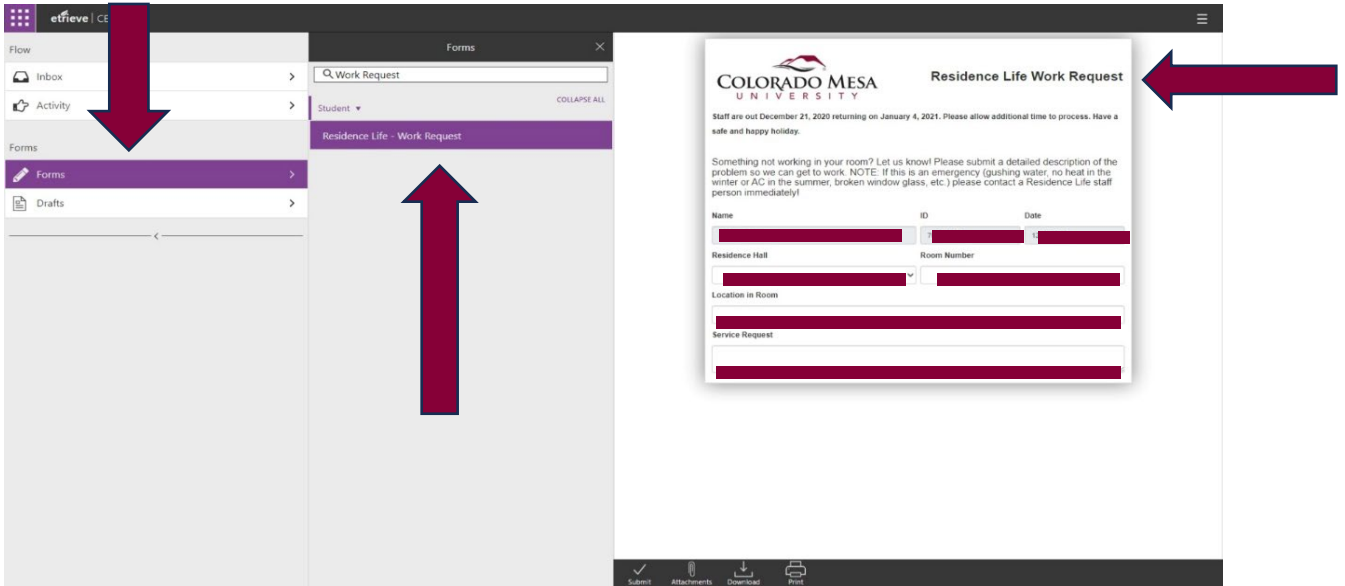 etrieve | CE
Flow
Inbox
Activity
Forms
Forms
Drafts
Forms
Work Request
Student
COLLAPSE ALL
Residence Life - Work Request
COLORADO MESA
UNIVERSITY
Residence Life Work Request
Staff are out December 21, 2020 returning on January 4, 2021. Please allow additional time to process. Have a
safe and happy holiday.
Something not working in your room? Let us know! Please submit a detailed description of the
problem so we can get to work. NOTE: If this is an emergency (gushing water, no heat in the
winter or AC in the summer, broken window glass, etc.) please contact a Residence Life staff
person immediately!
Name ID Date
Residence Hall Room Number
Location in Room
Service Request
Submit Attachments Download Print